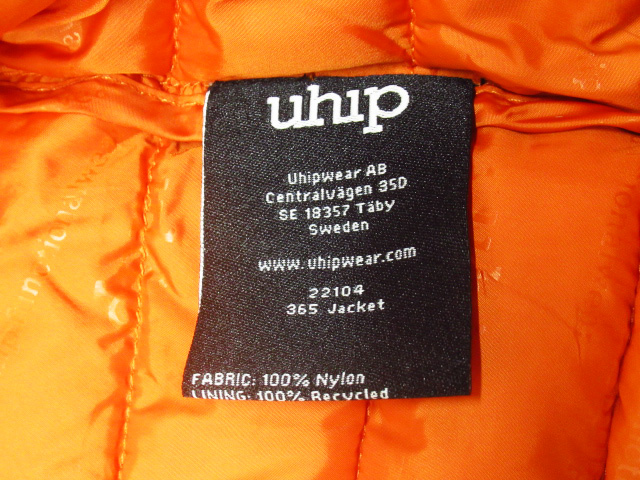 uhip
Uhipwear AB
Centralvägen 35D
SE 18357 Täby
Sweden
www.uhipwear.com
22104
365 Jacket
FABRIC: 100% Nylon
LINING: 100% Recycled